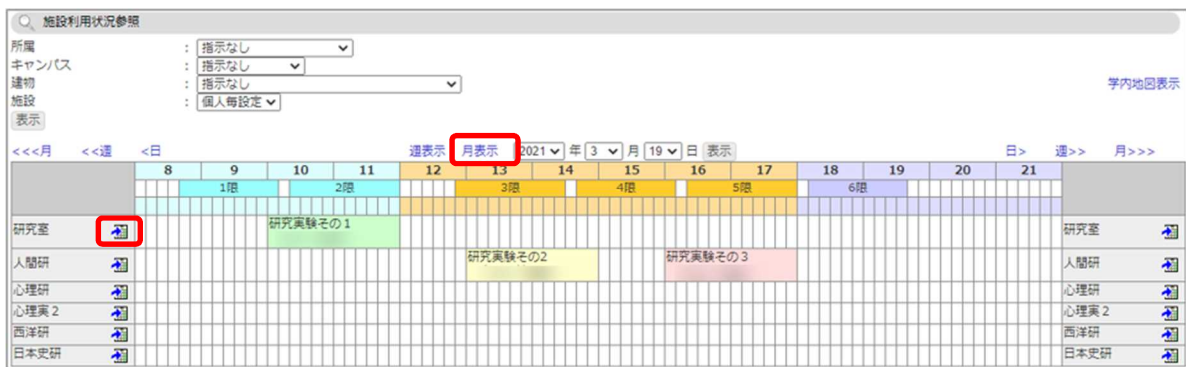 施設利用状況参照
所属 : 指示なし
キャンパス : 指示なし
建物 : 指示なし
学内地図表示
施設 : 個人毎設定
表示
<<<月 <<週 <日 週表示 月表示 2021 年 3 月 19 日 表示 日> 週>> 月>>>
8 9 10 11 12 13 14 15 16 17 18 19 20 21
1限 2限 3限 4限 5限 6限
研究室 研究実験その1 研究室
人間研 研究実験その2 研究実験その3 人間研
心理研 心理研
心理実2 心理実2
西洋研 西洋研
日本史研 日本史研